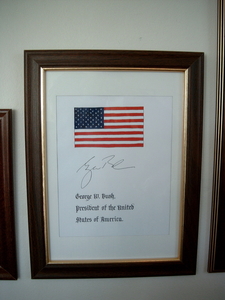 George W. Bush,
President of the United
States of America.